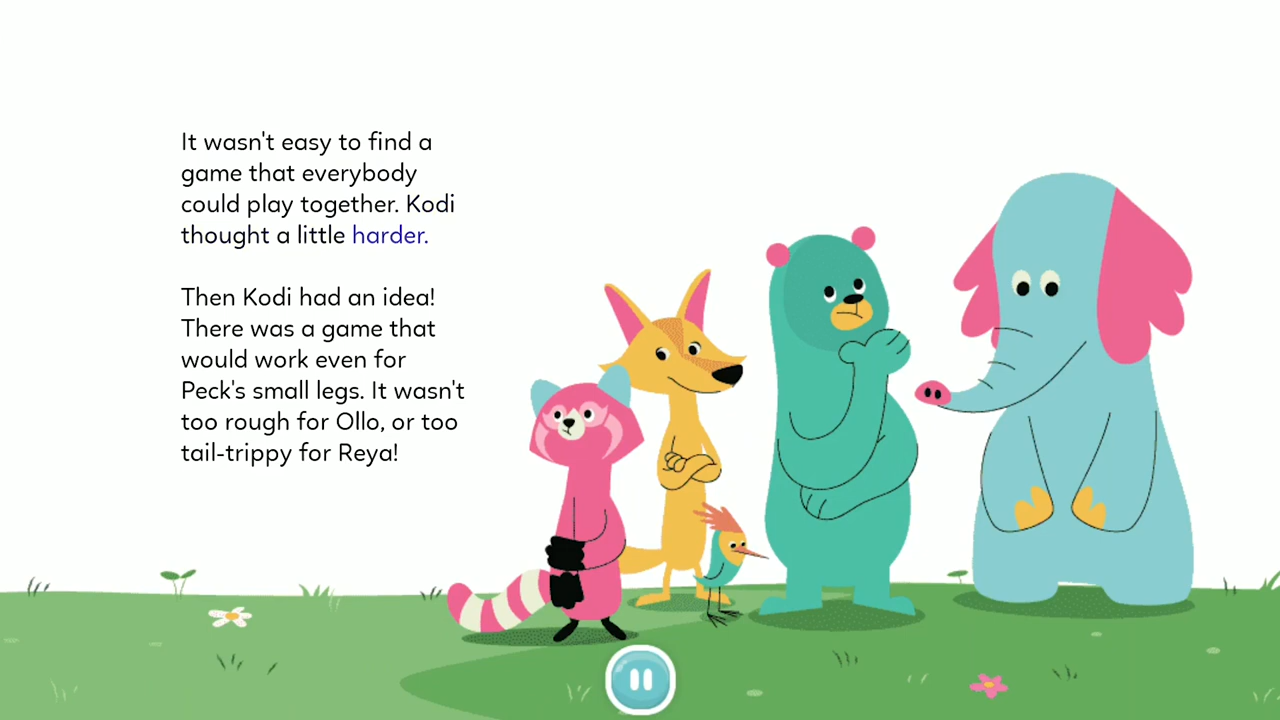 It wasn't easy to find a
game that everybody
could play together. Kodi
thought a little harder.
Then Kodi had an idea!
There was a game that
would work even for
Peck's small legs. It wasn't
too rough for Ollo, or too
tail-trippy for Reya!